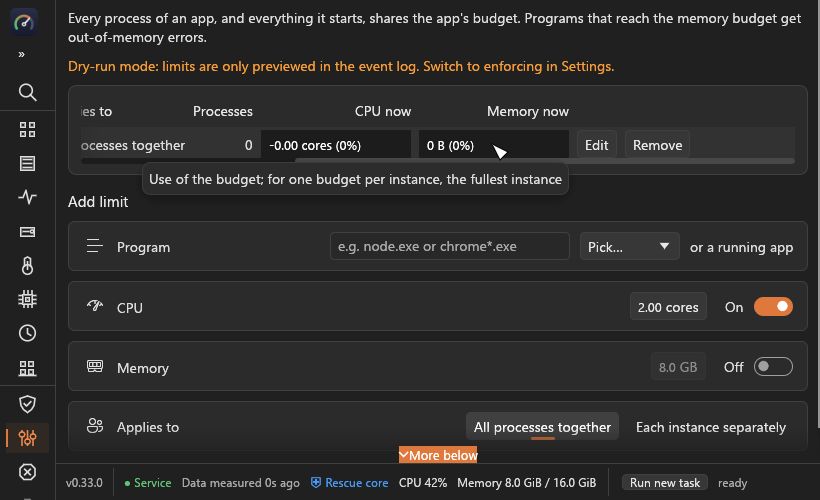 Every process of an app, and everything it starts, shares the app's budget. Programs that reach the memory budget get
out-of-memory errors.
Dry-run mode: limits are only previewed in the event log. Switch to enforcing in Settings.
»
ies to Processes CPU now Memory now
ocesses together 0 -0.00 cores (0%) 0 B (0%) Edit Remove
Use of the budget; for one budget per instance, the fullest instance
Add limit
Program e.g. node.exe or chrome*.exe Pick... or a running app
CPU 2.00 cores On
Memory 8.0 GB Off
Applies to All processes together Each instance separately
More below
v0.33.0 Service Data measured 0s ago Rescue core CPU 42% Memory 8.0 GiB / 16.0 GiB Run new task ready